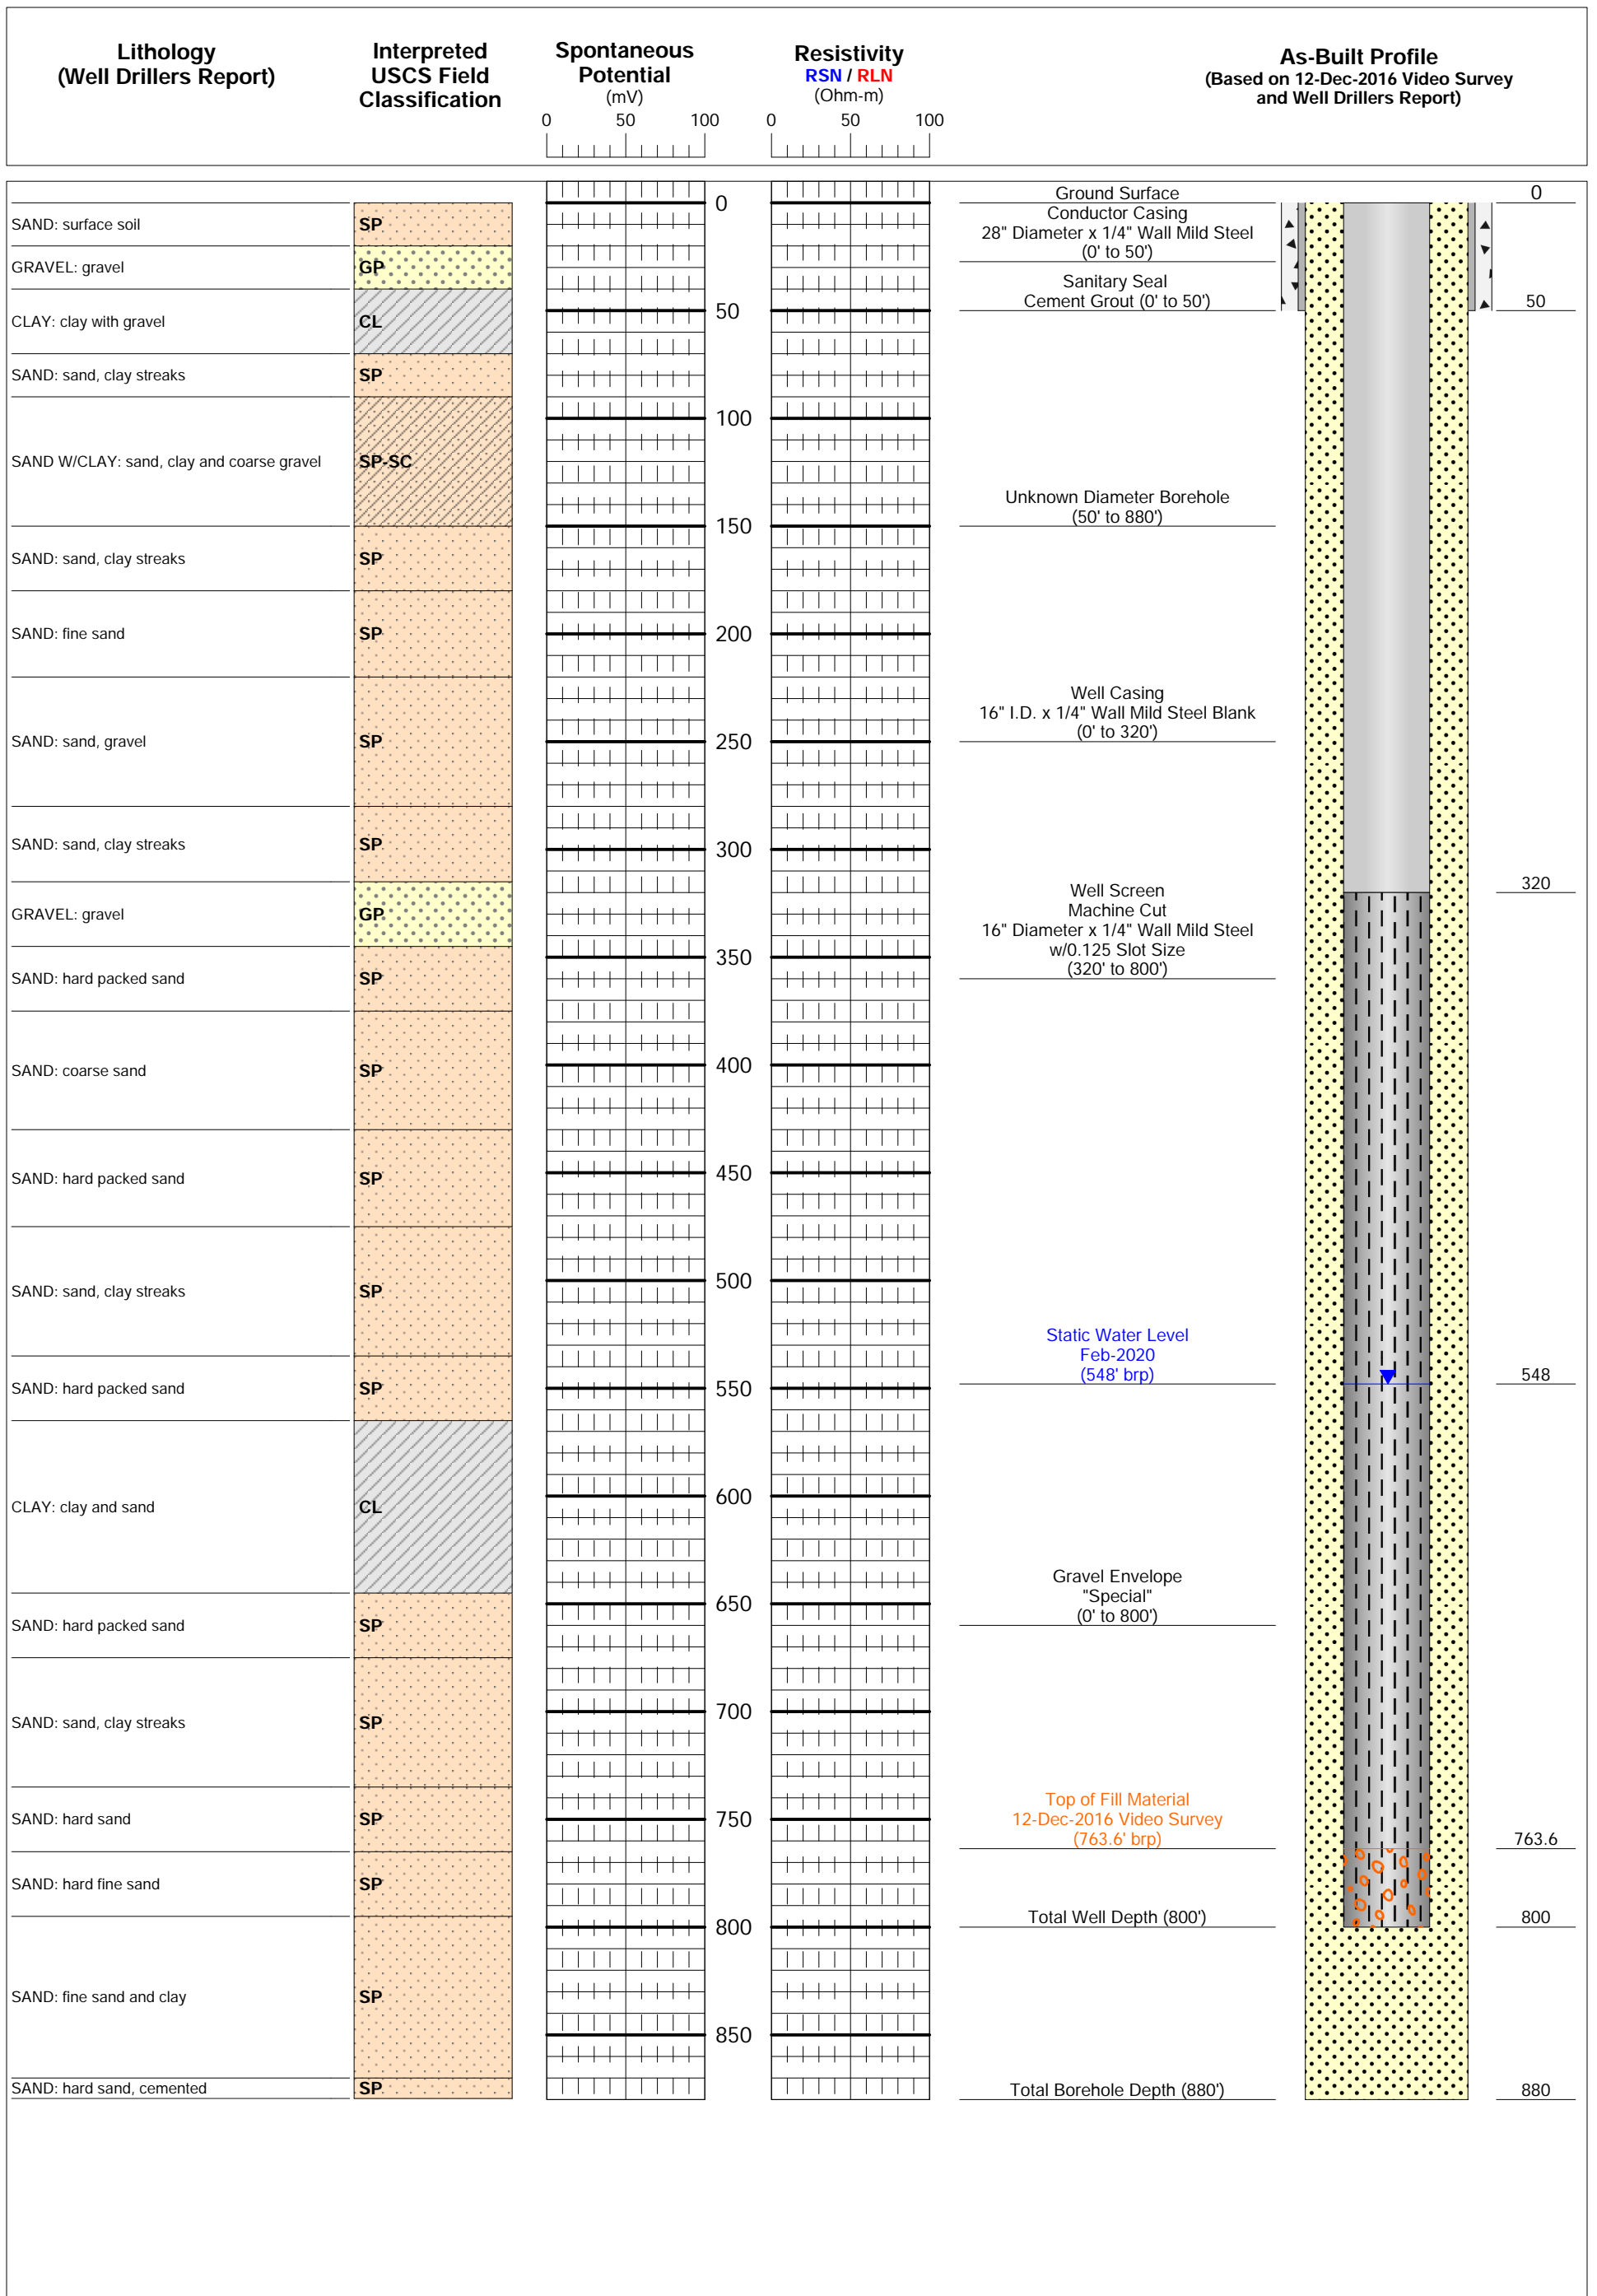 Lithology
(Well Drillers Report)
Interpreted
USCS Field
Classification
Spontaneous
Potential
(mV)
0 50 100
Resistivity
RSN / RLN
(Ohm-m)
0 50 100
As-Built Profile
(Based on 12-Dec-2016 Video Survey
and Well Drillers Report)
SAND: surface soil
GRAVEL: gravel
CLAY: clay with gravel
SAND: sand, clay streaks
SAND W/CLAY: sand, clay and coarse gravel
SAND: sand, clay streaks
SAND: fine sand
SAND: sand, gravel
SAND: sand, clay streaks
GRAVEL: gravel
SAND: hard packed sand
SAND: coarse sand
SAND: hard packed sand
SAND: sand, clay streaks
SAND: hard packed sand
CLAY: clay and sand
SAND: hard packed sand
SAND: sand, clay streaks
SAND: hard sand
SAND: hard fine sand
SAND: fine sand and clay
SAND: hard sand, cemented
SP
GP
CL
SP
SP-SC
SP
SP
SP
SP
GP
SP
SP
SP
SP
SP
CL
SP
SP
SP
SP
SP
SP
0
50
100
150
200
250
300
350
400
450
500
550
600
650
700
750
800
850
Ground Surface
Conductor Casing
28" Diameter x 1/4" Wall Mild Steel
(0' to 50')
Sanitary Seal
Cement Grout (0' to 50')
Unknown Diameter Borehole
(50' to 880')
Well Casing
16" I.D. x 1/4" Wall Mild Steel Blank
(0' to 320')
Well Screen
Machine Cut
16" Diameter x 1/4" Wall Mild Steel
w/0.125 Slot Size
(320' to 800')
Static Water Level
Feb-2020
(548' brp)
Gravel Envelope
"Special"
(0' to 800')
Top of Fill Material
12-Dec-2016 Video Survey
(763.6' brp)
Total Well Depth (800')
Total Borehole Depth (880')
0
50
320
548
763.6
800
880